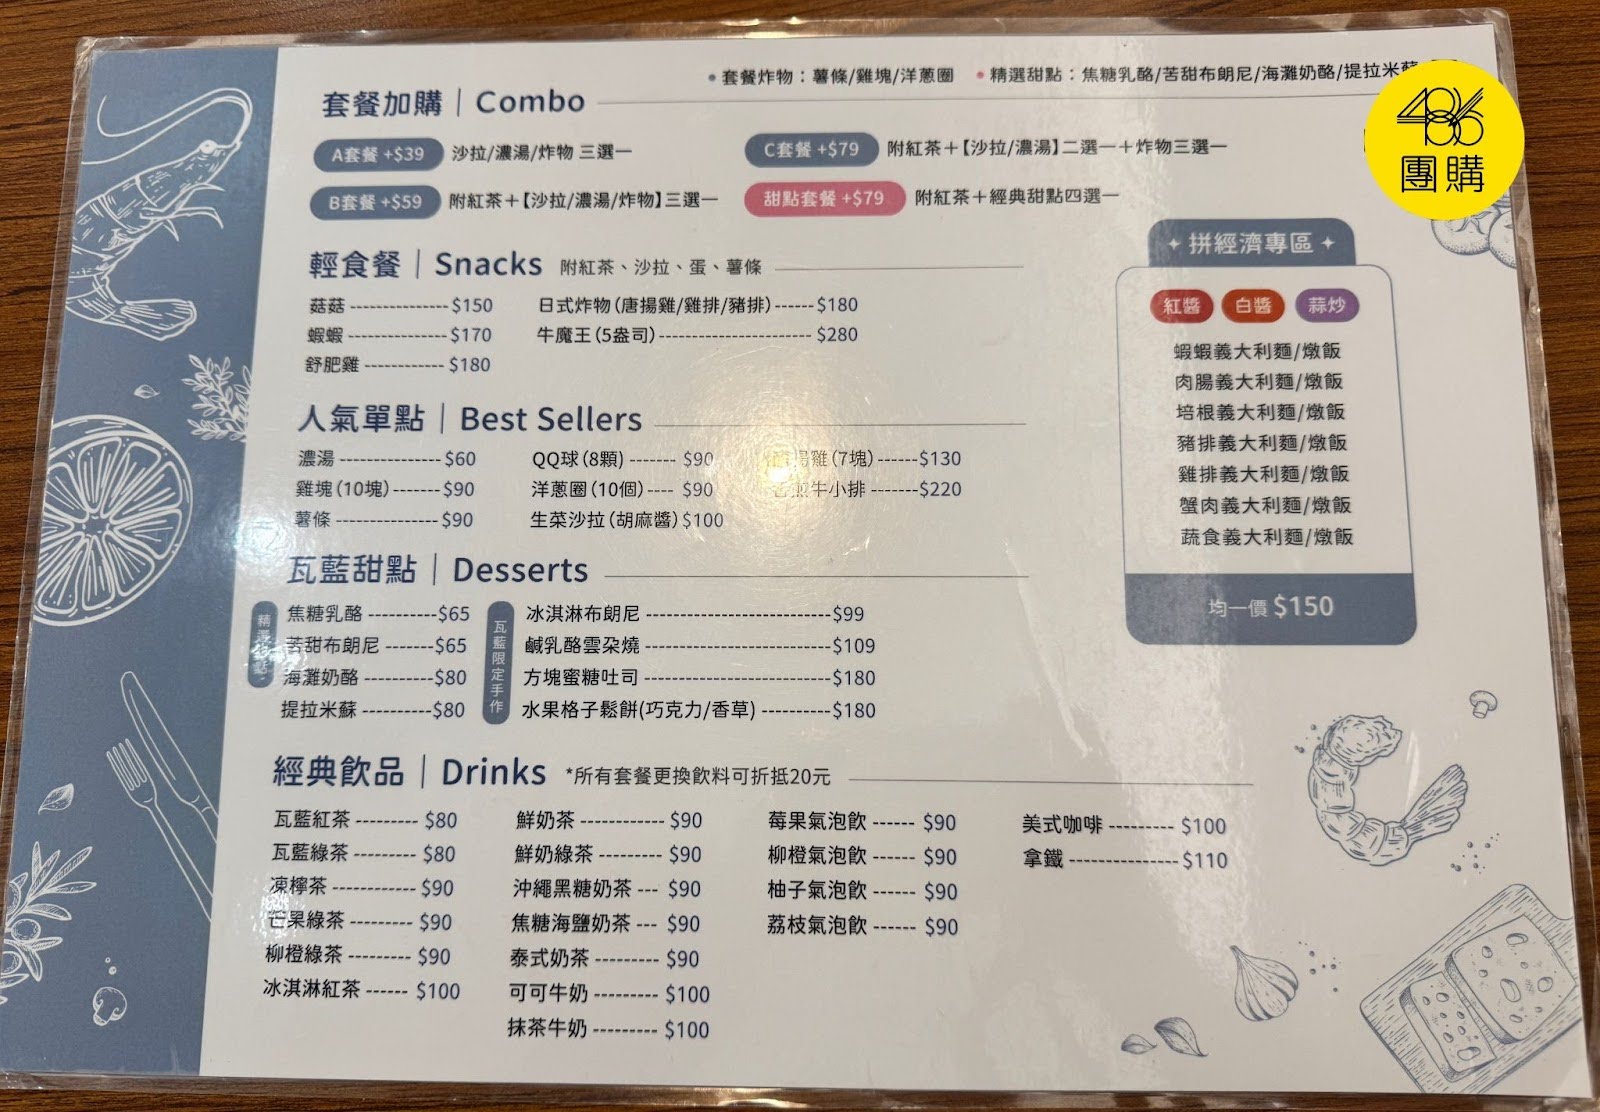 •套餐炸物：薯條/雞塊/洋蔥圈 •精選甜點：焦糖乳酪/苦甜布朗尼/海灘奶酪/提拉米蘇
486
團購
套餐加購｜Combo
A套餐 +$39 沙拉/濃湯/炸物 三選一
C套餐 +$79 附紅茶＋【沙拉/濃湯】二選一＋炸物三選一
B套餐 +$59 附紅茶＋【沙拉/濃湯/炸物】三選一
甜點套餐 +$79 附紅茶＋經典甜點四選一
輕食餐｜Snacks 附紅茶、沙拉、蛋、薯條
菇菇 $150 日式炸物（唐揚雞/雞排/豬排） $180
蝦蝦 $170 牛魔王（5盎司） $280
舒肥雞 $180
人氣單點｜Best Sellers
濃湯 $60 QQ球（8顆） $90 揚雞（7塊） $130
雞塊（10塊） $90 洋蔥圈（10個） $90 煎牛小排 $220
薯條 $90 生菜沙拉（胡麻醬）$100
瓦藍甜點｜Desserts
精選
焦糖乳酪 $65
苦甜布朗尼 $65
海灘奶酪 $80
提拉米蘇 $80
瓦藍限定手作
冰淇淋布朗尼 $99
鹹乳酪雲朵燒 $109
方塊蜜糖吐司 $180
水果格子鬆餅(巧克力/香草) $180
經典飲品｜Drinks *所有套餐更換飲料可折抵20元
瓦藍紅茶 $80 鮮奶茶 $90 莓果氣泡飲 $90 美式咖啡 $100
瓦藍綠茶 $80 鮮奶綠茶 $90 柳橙氣泡飲 $90 拿鐵 $110
凍檸茶 $90 沖繩黑糖奶茶 $90 柚子氣泡飲 $90
芒果綠茶 $90 焦糖海鹽奶茶 $90 荔枝氣泡飲 $90
柳橙綠茶 $90 泰式奶茶 $90
冰淇淋紅茶 $100 可可牛奶 $100
抹茶牛奶 $100
拼經濟專區
紅醬 白醬 蒜炒
蝦蝦義大利麵/燉飯
肉腸義大利麵/燉飯
培根義大利麵/燉飯
豬排義大利麵/燉飯
雞排義大利麵/燉飯
蟹肉義大利麵/燉飯
蔬食義大利麵/燉飯
均一價 $150